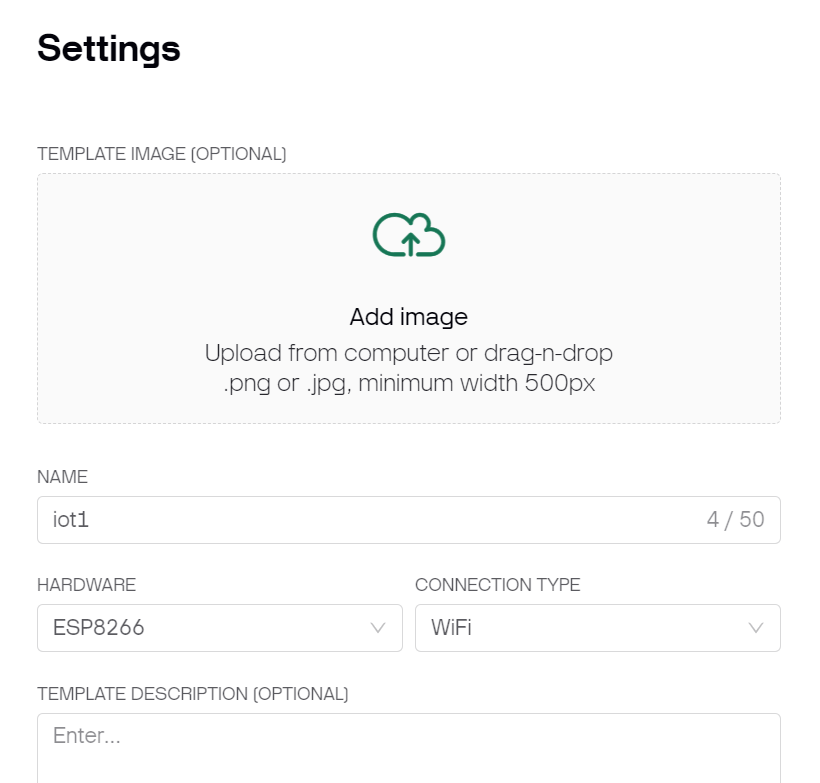 Settings
TEMPLATE IMAGE (OPTIONAL)
Add image
Upload from computer or drag-n-drop
.png or .jpg, minimum width 500px
NAME
iot1
4 / 50
HARDWARE
CONNECTION TYPE
ESP8266
WiFi
TEMPLATE DESCRIPTION (OPTIONAL)
Enter...